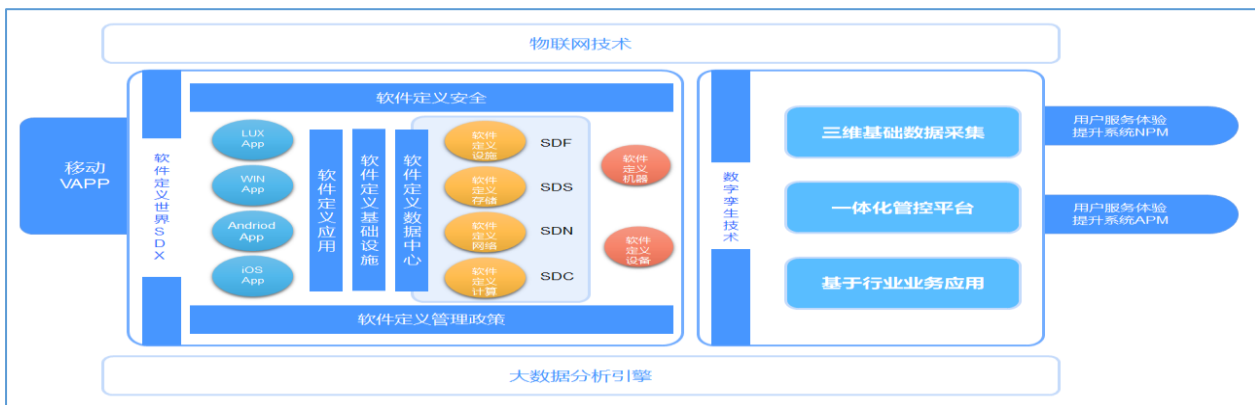 物联网技术
移动
VAPP
软件定义世界SDX
软件定义安全
LUX
App
WIN
App
Andriod
App
iOS
App
软件定义应用
软件定义基础设施
软件定义数据中心
软件
定义
设施
SDF
软件
定义
存储
SDS
软件
定义
网络
SDN
软件
定义
计算
SDC
软件
定义
机器
软件
定义
设备
软件定义管理政策
数字孪生技术
三维基础数据采集
一体化管控平台
基于行业业务应用
用户服务体验
提升系统NPM
用户服务体验
提升系统APM
大数据分析引擎